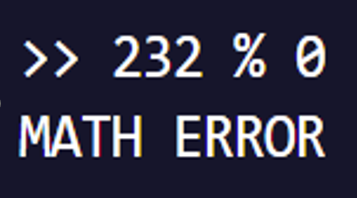 >> 232 % 0
MATH ERROR